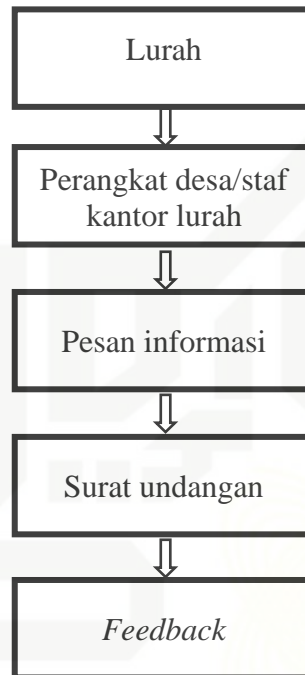 Lurah
Perangkat desa/staf
kantor lurah
Pesan informasi
Surat undangan
Feedback